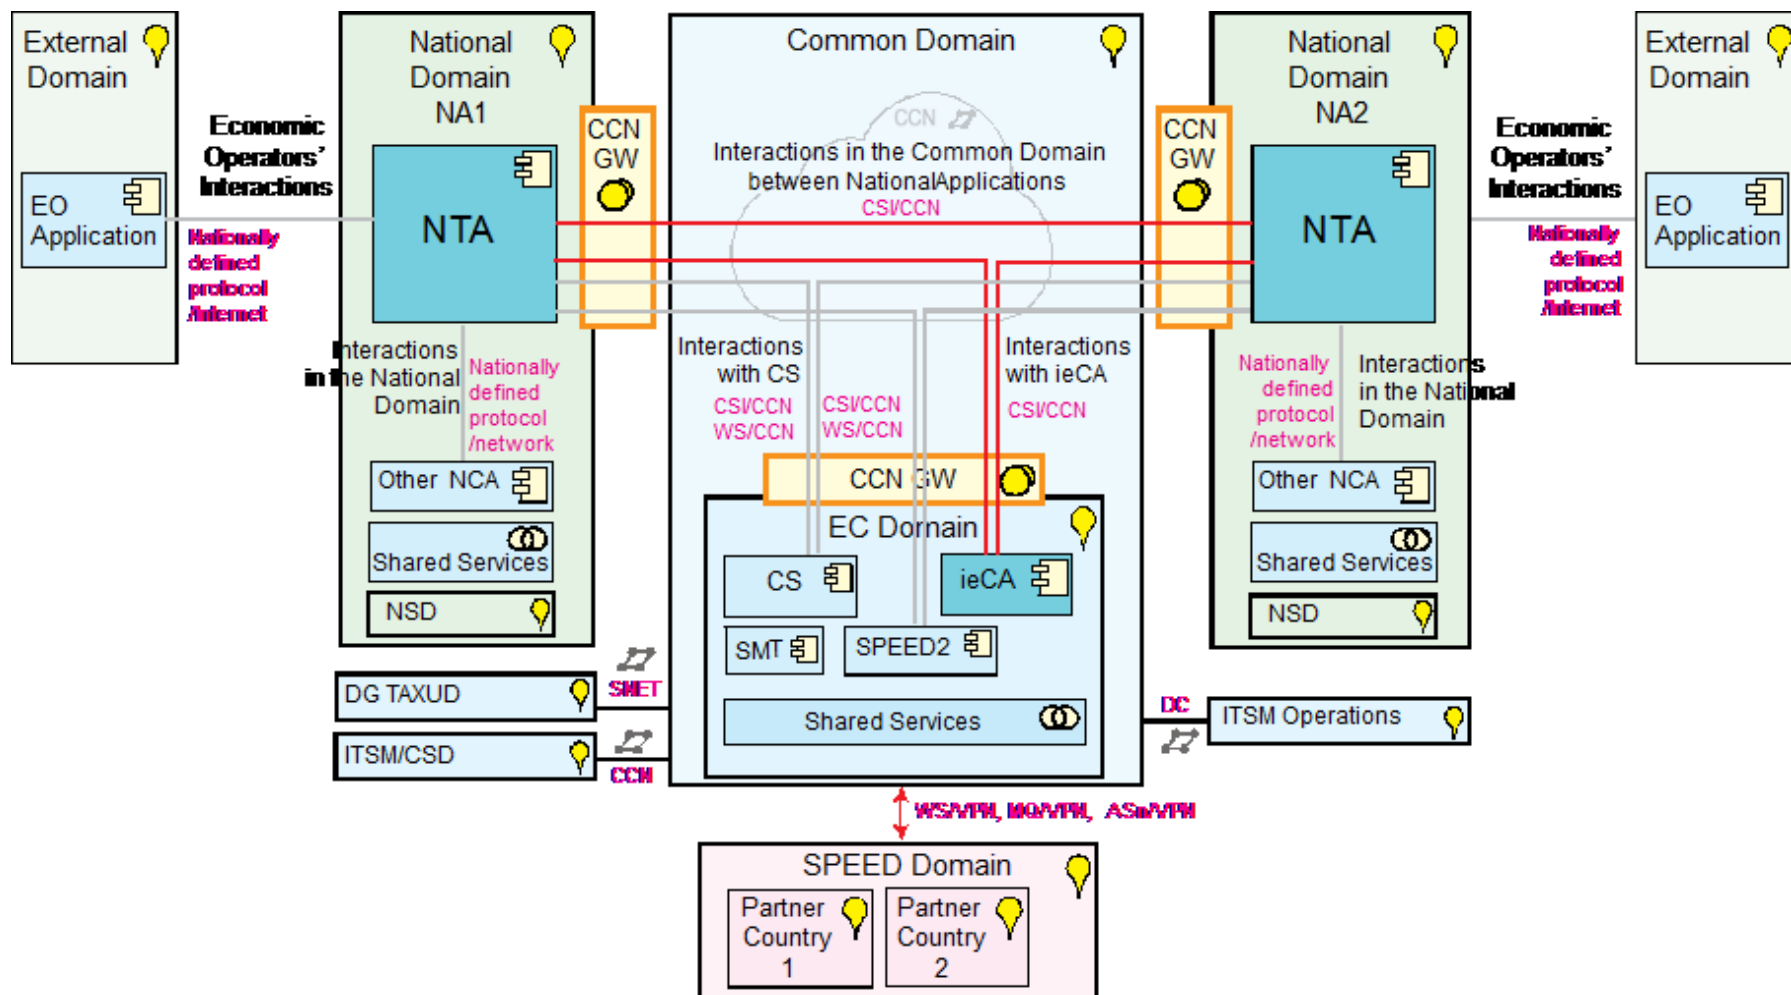 External
Domain
EO
Application
Economic
Operators'
Interactions
Nationally
defined
protocol
/Internet
National
Domain
NA1
NTA
CCN
GW
Interactions
in the National
Domain
Nationally
defined
protocol
/network
Other NCA
Shared Services
NSD
Common Domain
CCN
Interactions in the Common Domain
between NationalApplications
CSI/CCN
Interactions
with CS
CSI/CCN
WS/CCN
CSI/CCN
WS/CCN
Interactions
with ieCA
CSI/CCN
CCN GW
EC Domain
CS
ieCA
SMT
SPEED2
Shared Services
National
Domain
NA2
CCN
GW
NTA
Nationally
defined
protocol
/network
Interactions
in the National
Domain
Other NCA
Shared Services
NSD
Economic
Operators'
Interactions
Nationally
defined
protocol
/Internet
External
Domain
EO
Application
DG TAXUD
SNET
ITSM/CSD
CCN
DC
ITSM Operations
WS/VPN, MQ/VPN, ASn/VPN
SPEED Domain
Partner
Country
1
Partner
Country
2